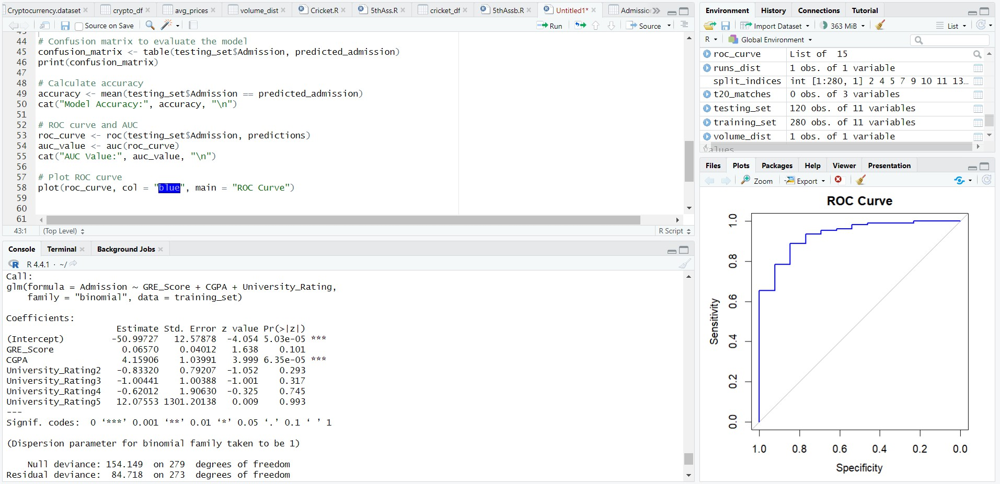 Cryptocurrency.dataset
crypto_df
avg_prices
volume_dist
Cricket.R
5thAss.R
cricket_df
5thAssb.R
Untitled1*
Admissio
Source on Save
Run
Source
44 # Confusion matrix to evaluate the model
45 confusion_matrix <- table(testing_set$Admission, predicted_admission)
46 print(confusion_matrix)
47
48 # Calculate accuracy
49 accuracy <- mean(testing_set$Admission == predicted_admission)
50 cat("Model Accuracy:", accuracy, "\n")
51
52 # ROC curve and AUC
53 roc_curve <- roc(testing_set$Admission, predictions)
54 auc_value <- auc(roc_curve)
55 cat("AUC Value:", auc_value, "\n")
56
57 # Plot ROC curve
58 plot(roc_curve, col = "blue", main = "ROC Curve")
59
60
61
43:1 (Top Level) R Script
Console Terminal Background Jobs
R 4.4.1 · ~/
Call:
glm(formula = Admission ~ GRE_Score + CGPA + University_Rating,
family = "binomial", data = training_set)
Coefficients:
Estimate Std. Error z value Pr(>|z|)
(Intercept) -50.99727 12.57878 -4.054 5.03e-05 ***
GRE_Score 0.06570 0.04012 1.638 0.101
CGPA 4.15906 1.03991 3.999 6.35e-05 ***
University_Rating2 -0.83320 0.79207 -1.052 0.293
University_Rating3 -1.00441 1.00388 -1.001 0.317
University_Rating4 -0.62012 1.90630 -0.325 0.745
University_Rating5 12.07553 1301.20138 0.009 0.993
---
Signif. codes: 0 ‘***’ 0.001 ‘**’ 0.01 ‘*’ 0.05 ‘.’ 0.1 ‘ ’ 1
(Dispersion parameter for binomial family taken to be 1)
Null deviance: 154.149 on 279 degrees of freedom
Residual deviance: 84.718 on 273 degrees of freedom
Environment History Connections Tutorial
Import Dataset 363 MiB List
R Global Environment
roc_curve List of 15
runs_dist 1 obs. of 1 variable
split_indices int [1:280, 1] 2 4 5 7 9 10 11 13…
t20_matches 0 obs. of 3 variables
testing_set 120 obs. of 11 variables
training_set 280 obs. of 11 variables
volume_dist 1 obs. of 1 variable
Values
Files Plots Packages Help Viewer Presentation
Zoom Export
ROC Curve
Sensitivity
1.0
0.8
0.6
0.4
0.2
0.0
1.0 0.8 0.6 0.4 0.2 0.0
Specificity